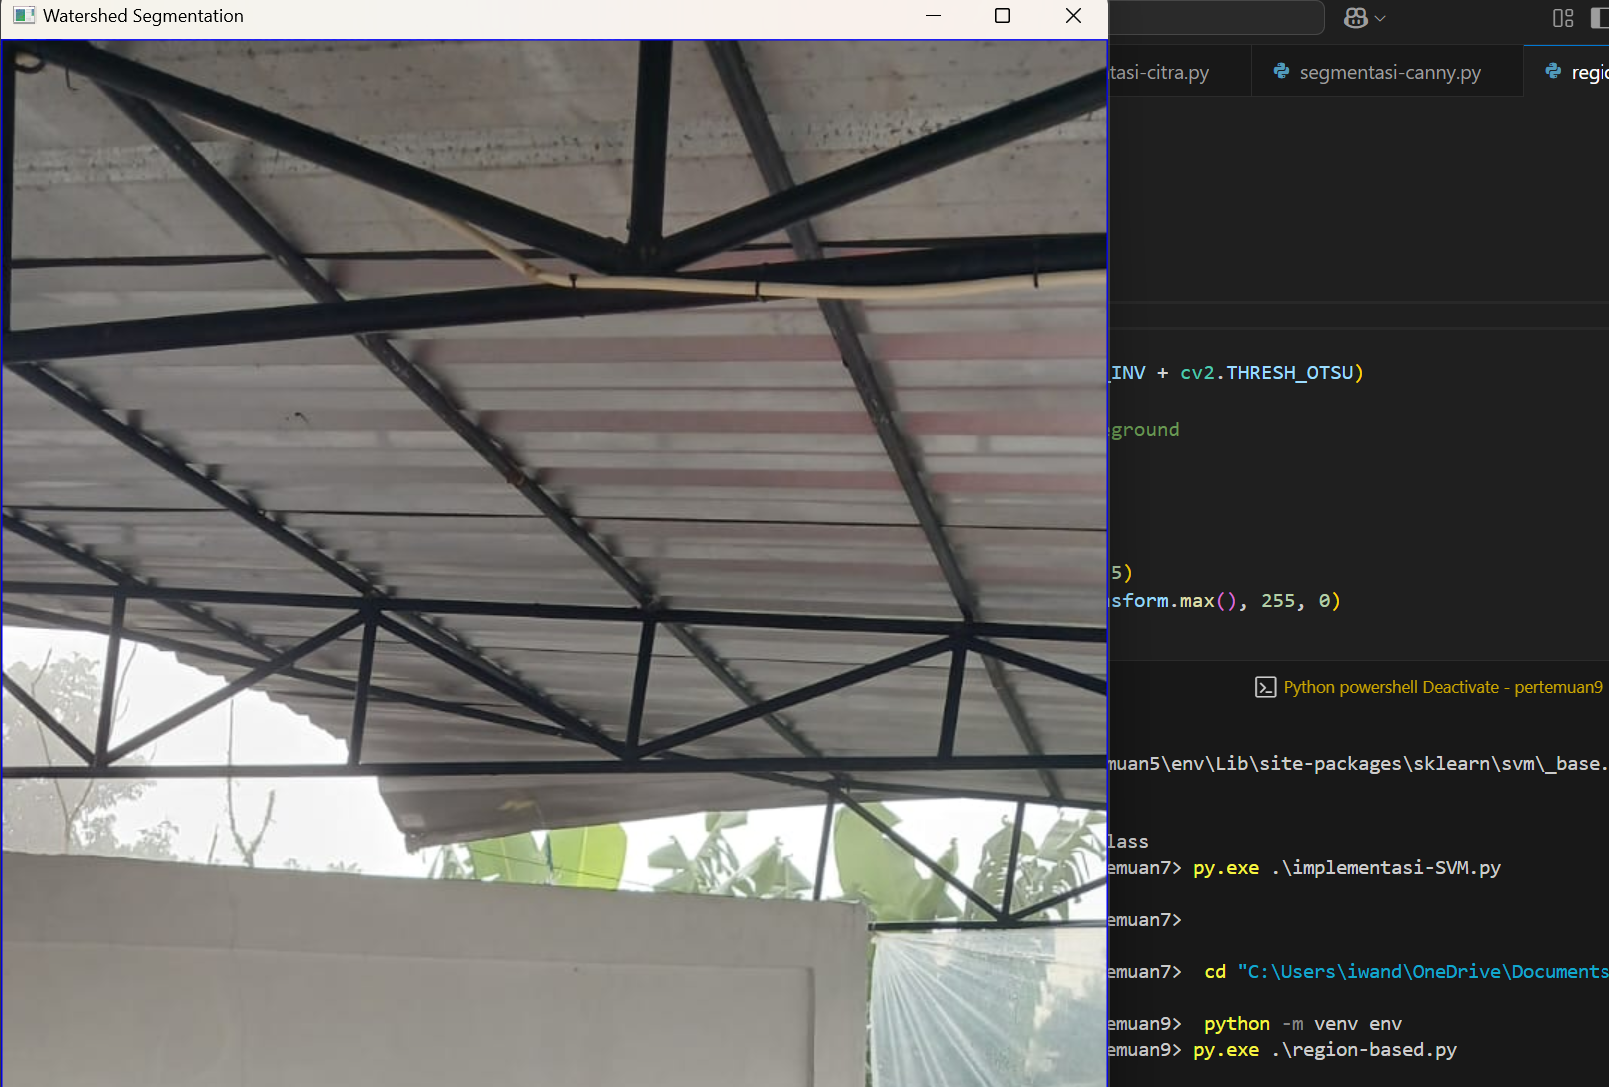 Watershed Segmentation
tasi-citra.py
segmentasi-canny.py
regio
_INV + cv2.THRESH_OTSU)
ground
5)
sform.max(), 255, 0)
Python powershell Deactivate - pertemuan9
muan5\env\Lib\site-packages\sklearn\svm\_base.
lass
emuan7> py.exe .\implementasi-SVM.py
emuan7>
emuan7> cd "C:\Users\iwand\OneDrive\Documents
emuan9> python -m venv env
emuan9> py.exe .\region-based.py